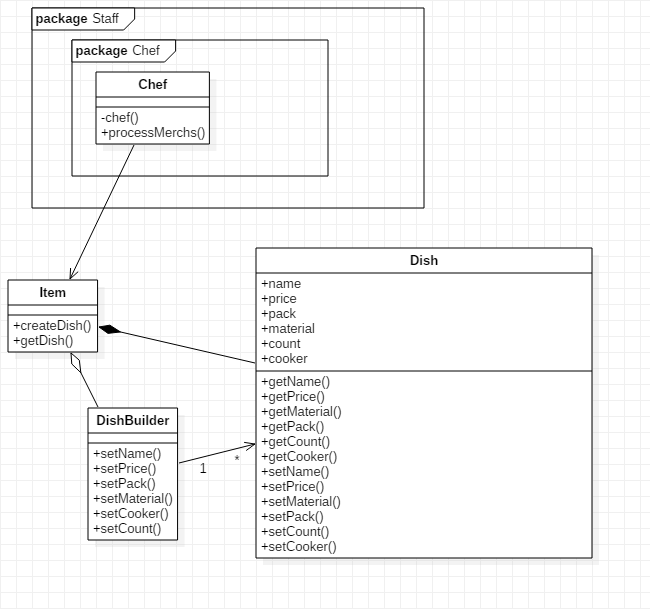 package Staff
package Chef
Chef
-chef()
+processMerchs()
Item
+createDish()
+getDish()
Dish
+name
+price
+pack
+material
+count
+cooker
+getName()
+getPrice()
+getMaterial()
+getPack()
+getCount()
+getCooker()
+setName()
+setPrice()
+setMaterial()
+setPack()
+setCount()
+setCooker()
DishBuilder
+setName()
+setPrice()
+setPack()
+setMaterial()
+setCooker()
+setCount()
1
*